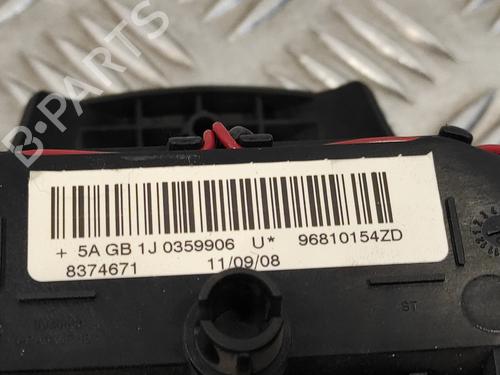 B-PARTS
+ 5A GB 1J 0359906 U* 96810154ZD
8374671 11/09/08
ST